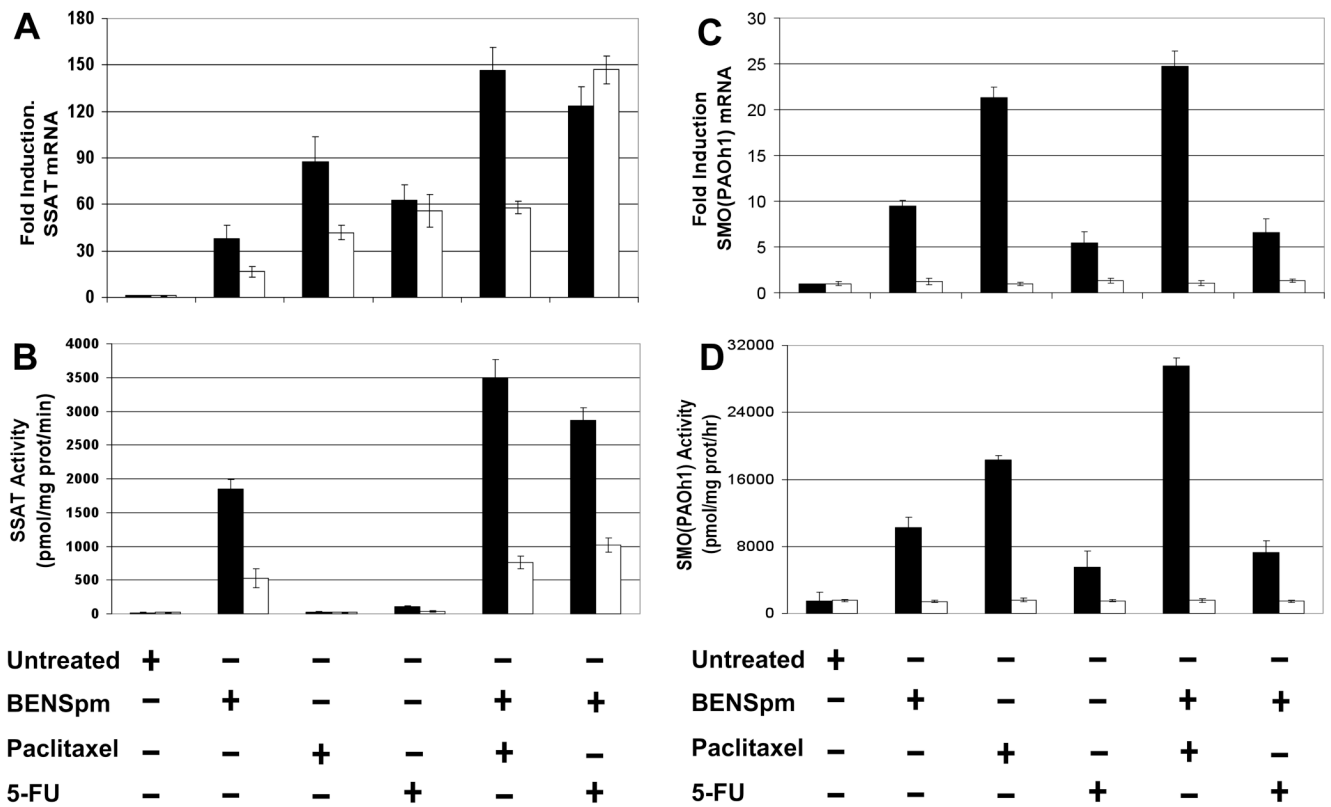 A
Fold Induction.
SSAT mRNA
180
150
120
90
60
30
0
B
SSAT Activity
(pmol/mg prot/min)
4000
3500
3000
2500
2000
1500
1000
500
0
Untreated + – – – – –
BENSpm – + – – + +
Paclitaxel – – + – + –
5-FU – – – + – +
C
Fold Induction
SMO(PAOh1) mRNA
30
25
20
15
10
5
0
D
SMO(PAOh1) Activity
(pmol/mg prot/hr)
32000
24000
16000
8000
0
Untreated + – – – – –
BENSpm – + – – + +
Paclitaxel – – + – + –
5-FU – – – + – +